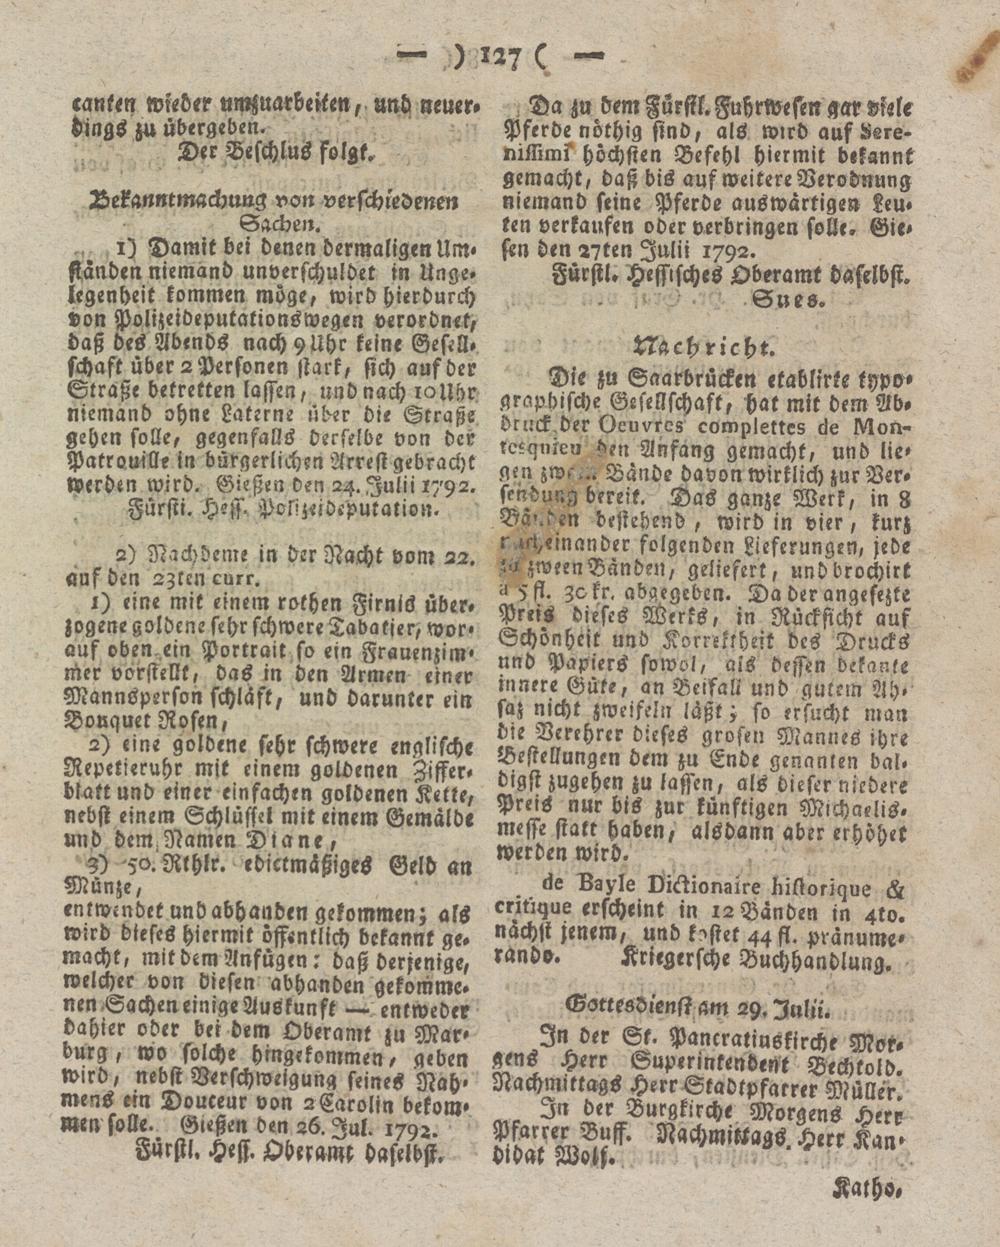 — ) 127 ( —
canten wieder umzuarbeiten, und neuer-
dings zu übergeben.
Der Beschlus folgt.
Bekanntmachung von verschiedenen
Sachen.
1) Damit bei denen dermaligen Um-
ständen niemand unverschuldet in Unge-
legenheit kommen möge, wird hierdurch
von Polizeideputationswegen verordnet,
daß des Abends nach 9 Uhr keine Gesell-
schaft über 2 Personen stark, sich auf der
Straße betretten lassen, und nach 10 Uhr
niemand ohne Laterne über die Straße
gehen solle, gegenfalls derselbe von der
Patrouille in bürgerlichen Arrest gebracht
werden wird. Gießen den 24. Julii 1792.
Fürstl. Hess. Polizeideputation.
2) Nachdeme in der Nacht vom 22.
auf den 23ten curr.
1) eine mit einem rothen Firnis über-
zogene goldene sehr schwere Tabatier, wor-
auf oben ein Portrait so ein Frauenzim-
mer vorstellt, das in den Armen einer
Mannsperson schläft, und darunter ein
Bouquet Rosen,
2) eine goldene sehr schwere englische
Repetieruhr mit einem goldenen Ziffer-
blatt und einer einfachen goldenen Kette,
nebst einem Schlüssel mit einem Gemälde
und dem Namen Diane,
3) 50. Rthlr. edictmäßiges Geld an
Münze,
entwendet und abhanden gekommen; als
wird dieses hiermit öffentlich bekannt ge-
macht, mit dem Anfügen: daß derjenige,
welcher von diesen abhanden gekomme-
nen Sachen einige Auskunft — entweder
dahier oder bei dem Oberamt zu Mar-
burg, wo solche hingekommen, geben
wird, nebst Verschweigung seines Nah-
mens ein Douceur von 2 Carolin bekom-
men solle. Gießen den 26. Jul. 1792.
Fürstl. Hess. Oberamt daselbst.
Da zu dem Fürstl. Fuhrwesen gar viele
Pferde nöthig sind, als wird auf Sere-
nissimi höchsten Befehl hiermit bekannt
gemacht, daß bis auf weitere Verodnung
niemand seine Pferde auswärtigen Leu-
ten verkaufen oder verbringen solle. Gie-
sen den 27ten Julii 1792.
Fürstl. Hessisches Oberamt daselbst.
Sues.
Nachricht.
Die zu Saarbrücken etablirte typo-
graphische Gesellschaft, hat mit dem Ab-
druck der Oeuvres complettes de Mon-
tesquieu den Anfang gemacht, und lie-
gen Bände davon wirklich zur Ver-
sendung bereit. Das ganze Werk, in 8
Bänden bestehend, wird in vier, kurz
nacheinander folgenden Lieferungen, jede
zu zween Bänden, geliefert, und brochirt
à 5 fl. 30 kr. abgegeben. Da der angesezte
Preis dieses Werks, in Rücksicht auf
Schönheit und Korrektheit des Drucks
und Papiers sowol, als dessen bekante
innere Güte, an Beifall und gutem Ab-
saz nicht zweifeln läßt; so ersucht man
die Verehrer dieses grosen Mannes ihre
Bestellungen dem zu Ende genanten bal-
digst zugehen zu lassen, als dieser niedere
Preis nur bis zur künftigen Michaelis-
messe statt haben, alsdann aber erhöhet
werden wird.
de Bayle Dictionaire historique &
critique erscheint in 12 Bänden in 4to.
nächst jenem, und kostet 44 fl. pränume-
rando. Kriegersche Buchhandlung.
Gottesdienst am 29. Julii.
In der St. Pancratiuskirche Mor-
gens Herr Superintendent Bechtold.
Nachmittags Herr Stadtpfarrer Müller.
In der Burgkirche Morgens Herr
Pfarrer Buff. Nachmittags. Herr Kan-
didat Wolf.
Katho-